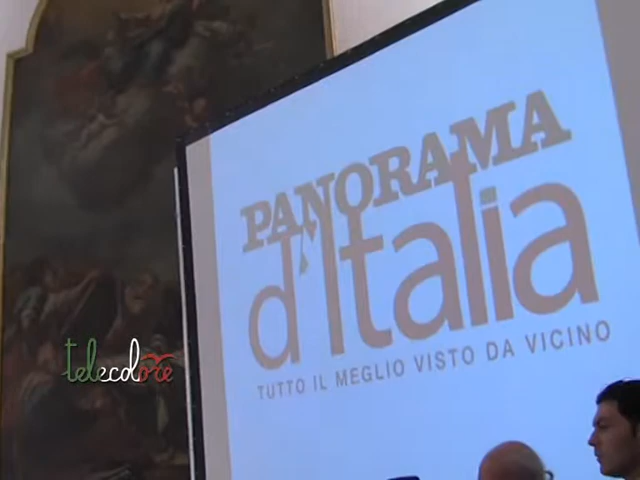 PANORAMA
d'Italia
TUTTO IL MEGLIO VISTO DA VICINO
telecolore